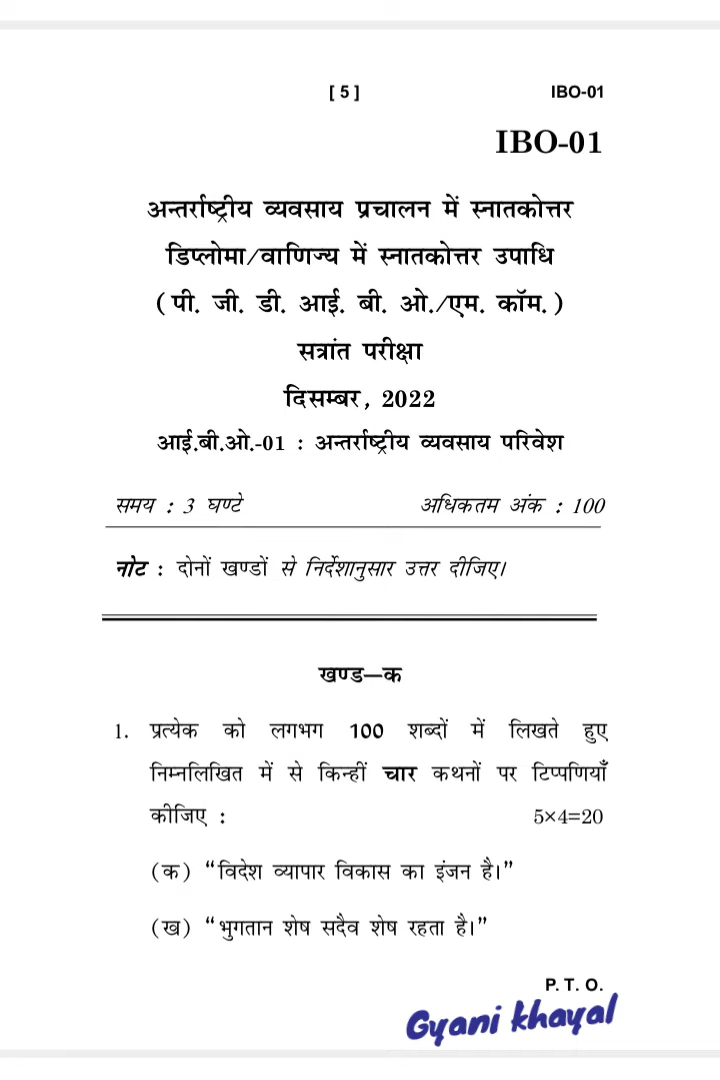 [ 5 ] IBO-01
IBO-01
अन्तर्राष्ट्रीय व्यवसाय प्रचालन में स्नातकोत्तर
डिप्लोमा/वाणिज्य में स्नातकोत्तर उपाधि
(पी. जी. डी. आई. बी. ओ./एम. कॉम.)
सत्रांत परीक्षा
दिसम्बर, 2022
आई.बी.ओ.-01 : अन्तर्राष्ट्रीय व्यवसाय परिवेश
समय : 3 घण्टे अधिकतम अंक : 100
नोट : दोनों खण्डों से निर्देशानुसार उत्तर दीजिए।
खण्ड—क
1. प्रत्येक को लगभग 100 शब्दों में लिखते हुए
निम्नलिखित में से किन्हीं चार कथनों पर टिप्पणियाँ
कीजिए : 5×4=20
(क) “विदेश व्यापार विकास का इंजन है।”
(ख) “भुगतान शेष सदैव शेष रहता है।”
P. T. O.
Gyani khayal